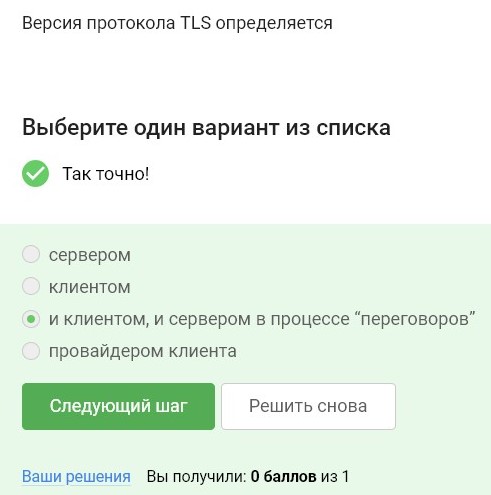 Версия протокола TLS определяется
Выберите один вариант из списка
Так точно!
сервером
клиентом
и клиентом, и сервером в процессе “переговоров”
провайдером клиента
Следующий шаг
Решить снова
Ваши решения Вы получили: 0 баллов из 1